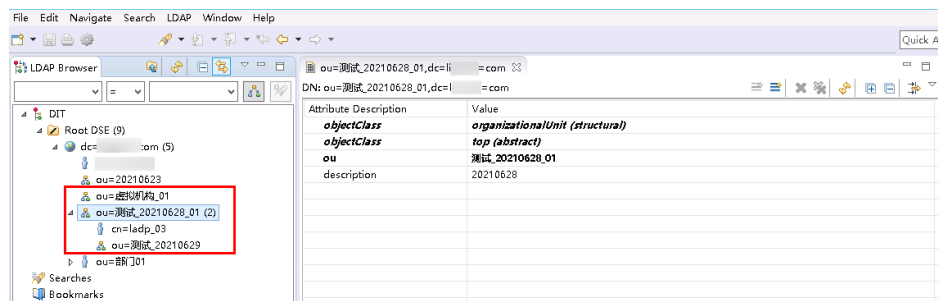 File Edit Navigate Search LDAP Window Help
Quick A
LDAP Browser
ou=测试_20210628_01,dc=li =com
=
DN: ou=测试_20210628_01,dc=l =com
Attribute Description Value
objectClass organizationalUnit (structural)
objectClass top (abstract)
ou 测试_20210628_01
description 20210628
DIT
Root DSE (9)
dc= :om (5)
ou=20210623
ou=虚拟机构_01
ou=测试_20210628_01 (2)
cn=ladp_03
ou=测试_20210629
ou=部门01
Searches
Bookmarks